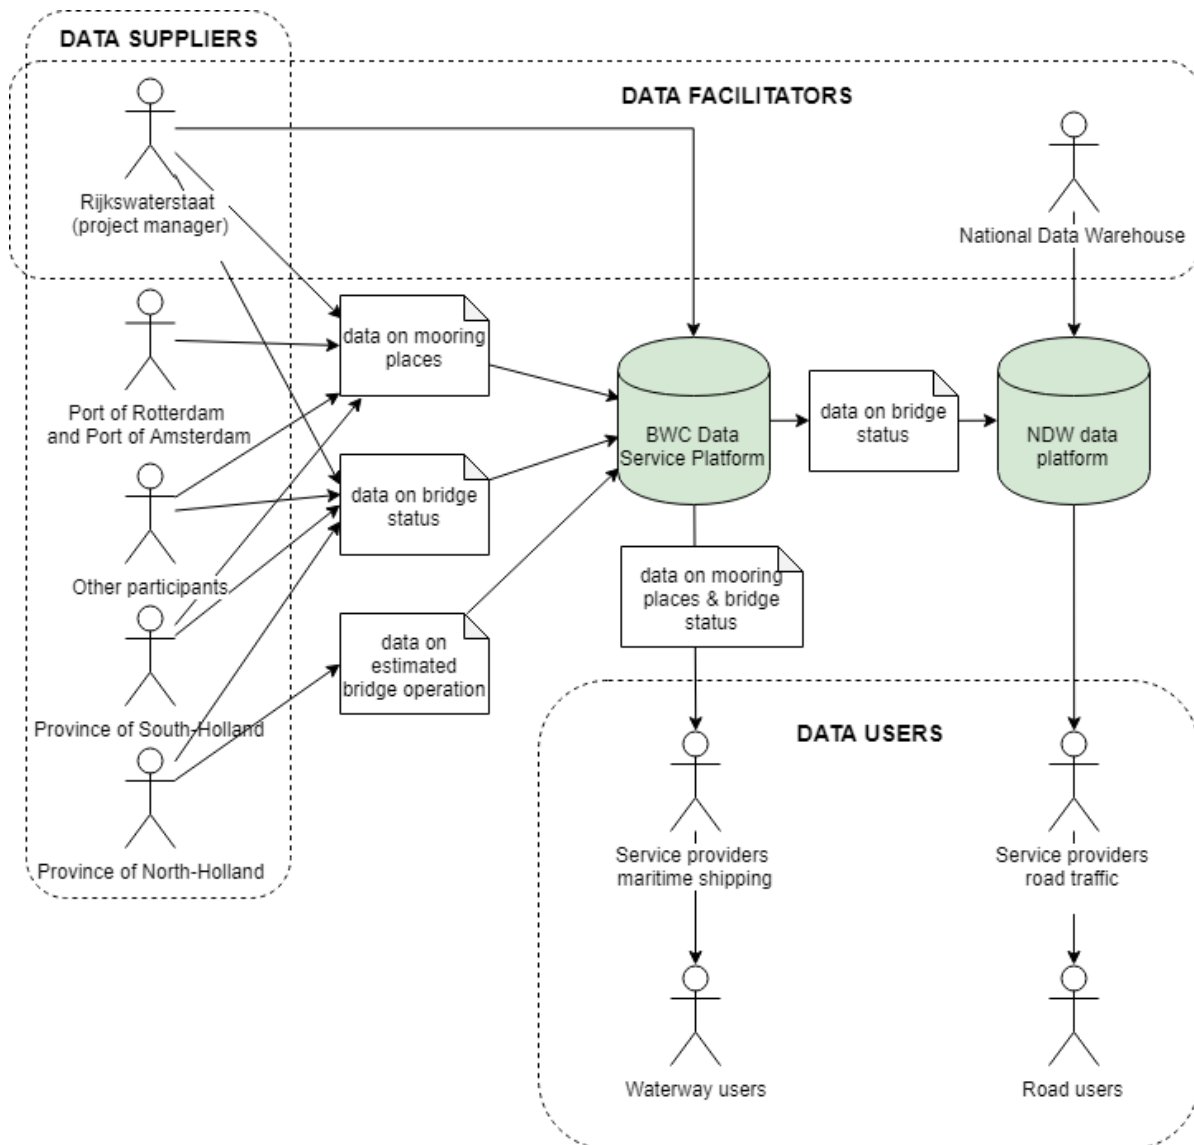 DATA SUPPLIERS
DATA FACILITATORS
Rijkswaterstaat
(project manager)
National Data Warehouse
Port of Rotterdam
and Port of Amsterdam
data on mooring
places
BWC Data
Service Platform
data on bridge
status
NDW data
platform
Other participants
data on bridge
status
data on mooring
places & bridge
status
Province of South-Holland
data on
estimated
bridge operation
Province of North-Holland
DATA USERS
Service providers
maritime shipping
Service providers
road traffic
Waterway users
Road users